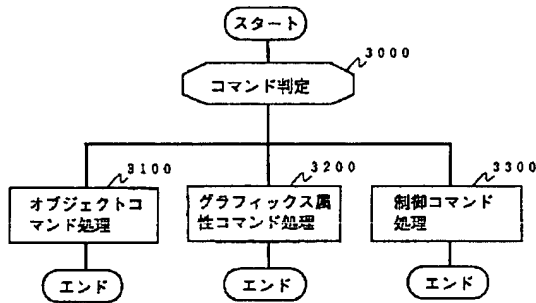 スタート
3000
コマンド判定
3100
3200
3300
オブジェクトコ
マンド処理
グラフィックス属
性コマンド処理
制御コマンド
処理
エンド
エンド
エンド